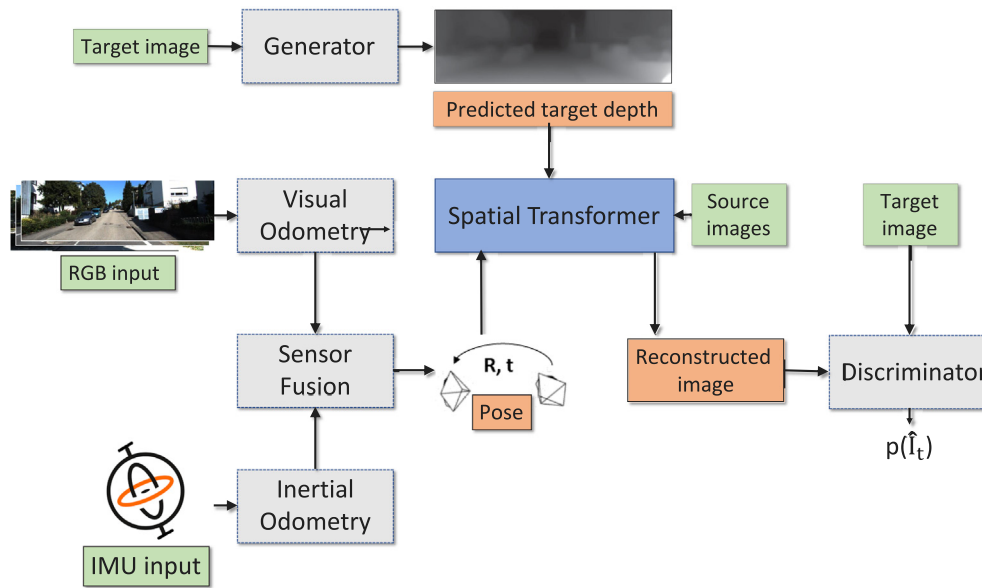 Target image
Generator
Predicted target depth
Visual
Odometry
Spatial Transformer
Source
images
Target
image
RGB input
Sensor
Fusion
R, t
Pose
Reconstructed
image
Discriminator
p(Î_t)
Inertial
Odometry
IMU input